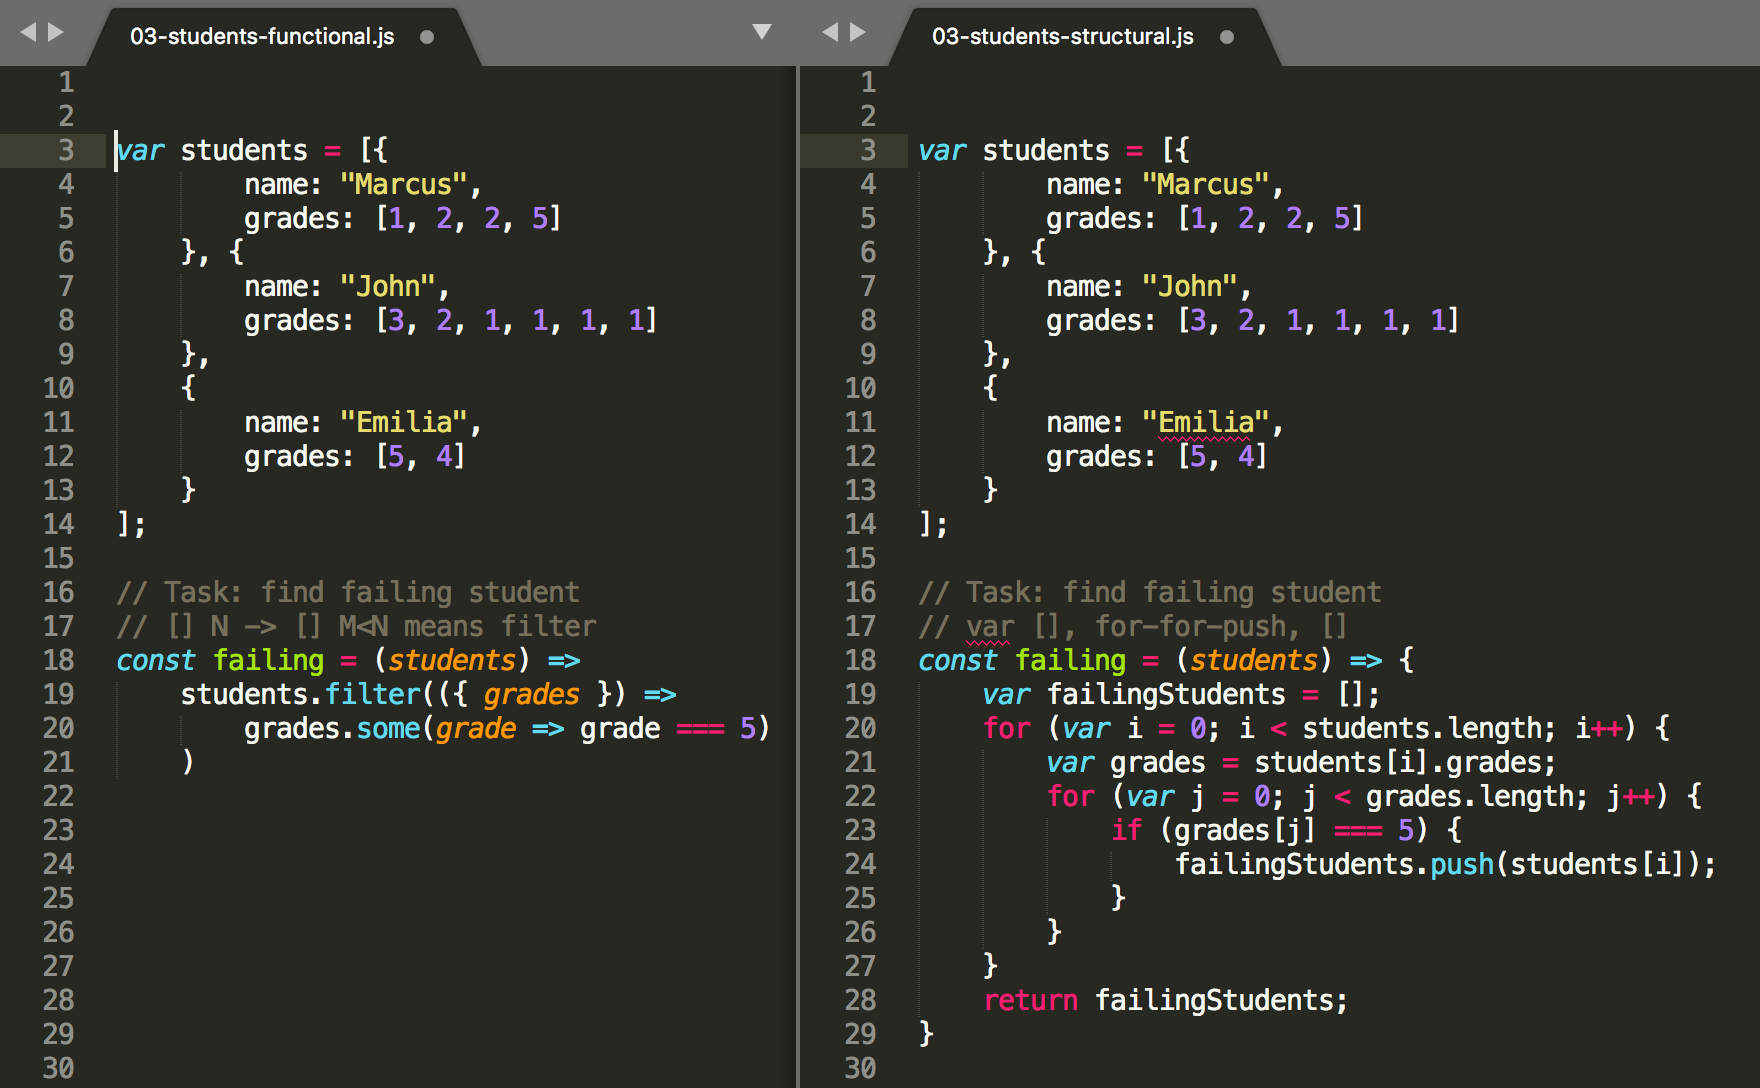 03-students-functional.js
1
2
3 var students = [{
4 name: "Marcus",
5 grades: [1, 2, 2, 5]
6 }, {
7 name: "John",
8 grades: [3, 2, 1, 1, 1, 1]
9 },
10 {
11 name: "Emilia",
12 grades: [5, 4]
13 }
14 ];
15
16 // Task: find failing student
17 // [] N -> [] M<N means filter
18 const failing = (students) =>
19 students.filter(({ grades }) =>
20 grades.some(grade => grade === 5)
21 )
22
23
24
25
26
27
28
29
30
03-students-structural.js
1
2
3 var students = [{
4 name: "Marcus",
5 grades: [1, 2, 2, 5]
6 }, {
7 name: "John",
8 grades: [3, 2, 1, 1, 1, 1]
9 },
10 {
11 name: "Emilia",
12 grades: [5, 4]
13 }
14 ];
15
16 // Task: find failing student
17 // var [], for-for-push, []
18 const failing = (students) => {
19 var failingStudents = [];
20 for (var i = 0; i < students.length; i++) {
21 var grades = students[i].grades;
22 for (var j = 0; j < grades.length; j++) {
23 if (grades[j] === 5) {
24 failingStudents.push(students[i]);
25 }
26 }
27 }
28 return failingStudents;
29 }
30